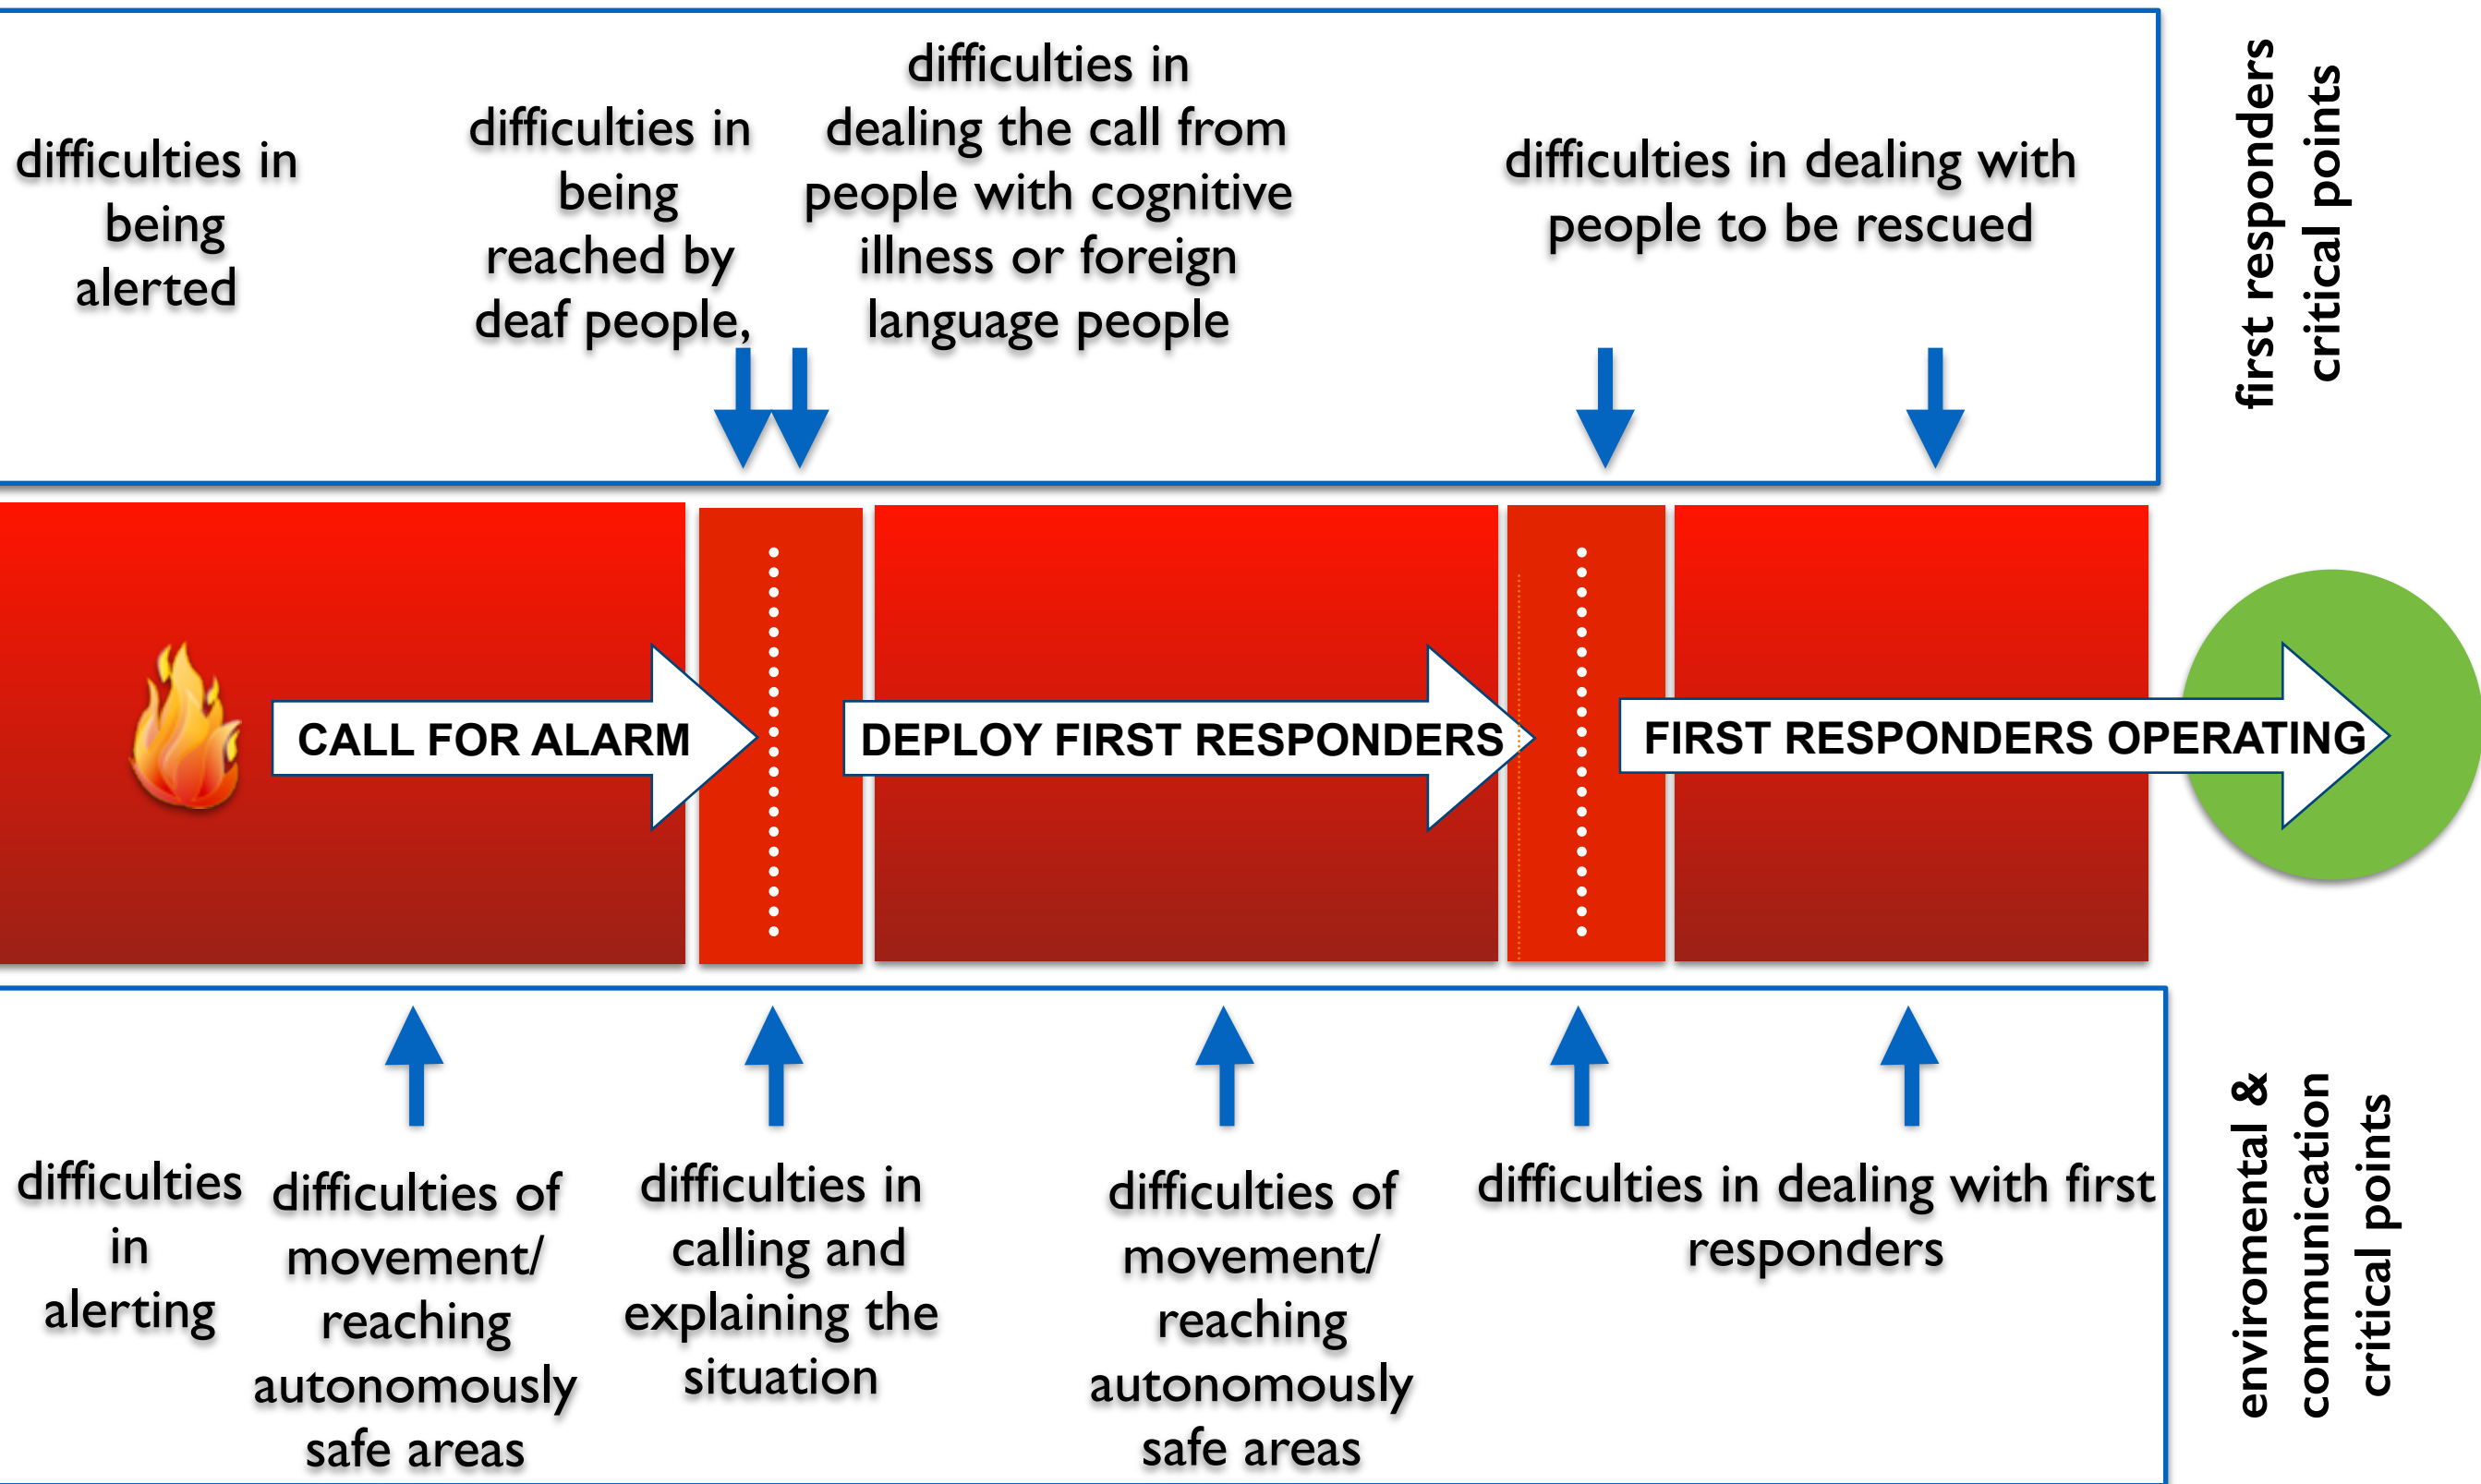 difficulties in
being
alerted
difficulties in
being
reached by
deaf people,
difficulties in
dealing the call from
people with cognitive
illness or foreign
language people
difficulties in dealing with
people to be rescued
first responders
critical points
CALL FOR ALARM
DEPLOY FIRST RESPONDERS
FIRST RESPONDERS OPERATING
difficulties
in
alerting
difficulties of
movement/
reaching
autonomously
safe areas
difficulties in
calling and
explaining the
situation
difficulties of
movement/
reaching
autonomously
safe areas
difficulties in dealing with first
responders
enviromental &
communication
critical points